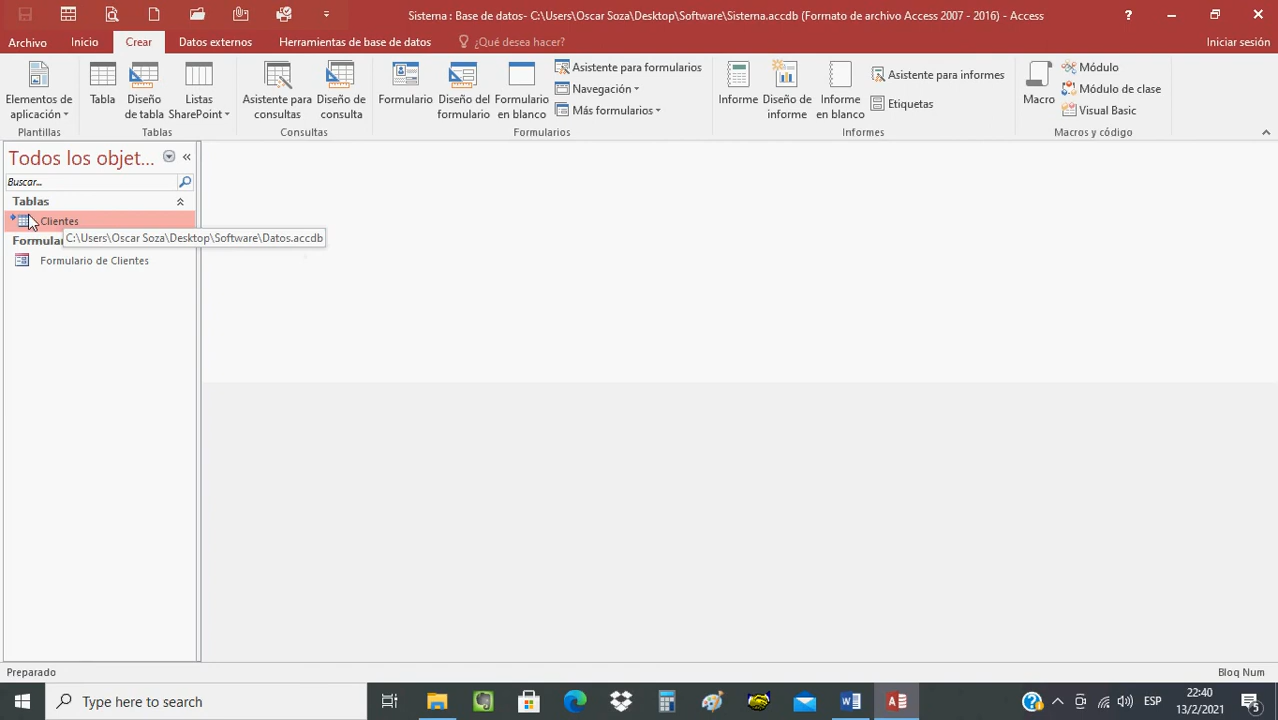 Sistema : Base de datos- C:\Users\Oscar Soza\Desktop\Software\Sistema.accdb (Formato de archivo Access 2007 - 2016) - Access
?
Archivo Inicio Crear Datos externos Herramientas de base de datos ¿Qué desea hacer? Iniciar sesión
Elementos de aplicación
Tabla
Diseño de tabla
Listas SharePoint
Asistente para consultas
Diseño de consulta
Formulario
Diseño del formulario
Formulario en blanco
Asistente para formularios
Navegación
Más formularios
Informe
Diseño de informe
Informe en blanco
Asistente para informes
Etiquetas
Macro
Módulo
Módulo de clase
Visual Basic
Plantillas Tablas Consultas Formularios Informes Macros y código
Todos los objet... «
Buscar...
Tablas
Clientes
Formular
C:\Users\Oscar Soza\Desktop\Software\Datos.accdb
Formulario de Clientes
Preparado Bloq Num
Type here to search
ESP
22:40
13/2/2021
5